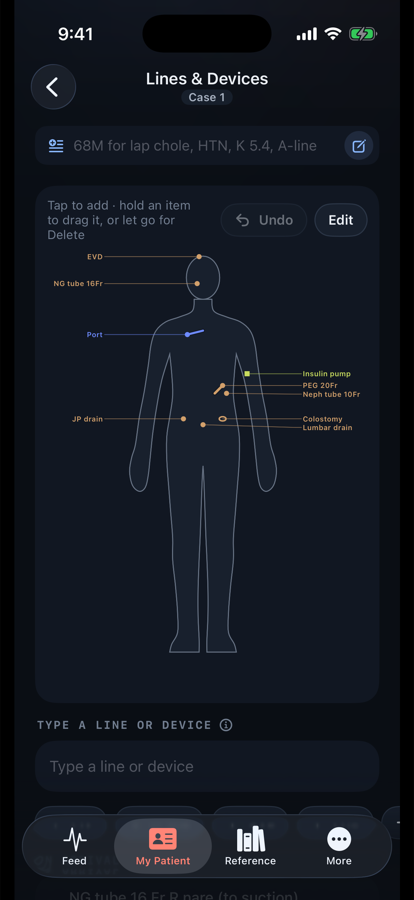 9:41
Lines & Devices
Case 1
68M for lap chole, HTN, K 5.4, A-line
Tap to add · hold an item
to drag it, or let go for
Delete
Undo
Edit
EVD
NG tube 16Fr
Port
Insulin pump
PEG 20Fr
Neph tube 10Fr
JP drain
Colostomy
Lumbar drain
TYPE A LINE OR DEVICE
Type a line or device
Feed
My Patient
Reference
More
NG tube 16 Fr R nare (to suction)